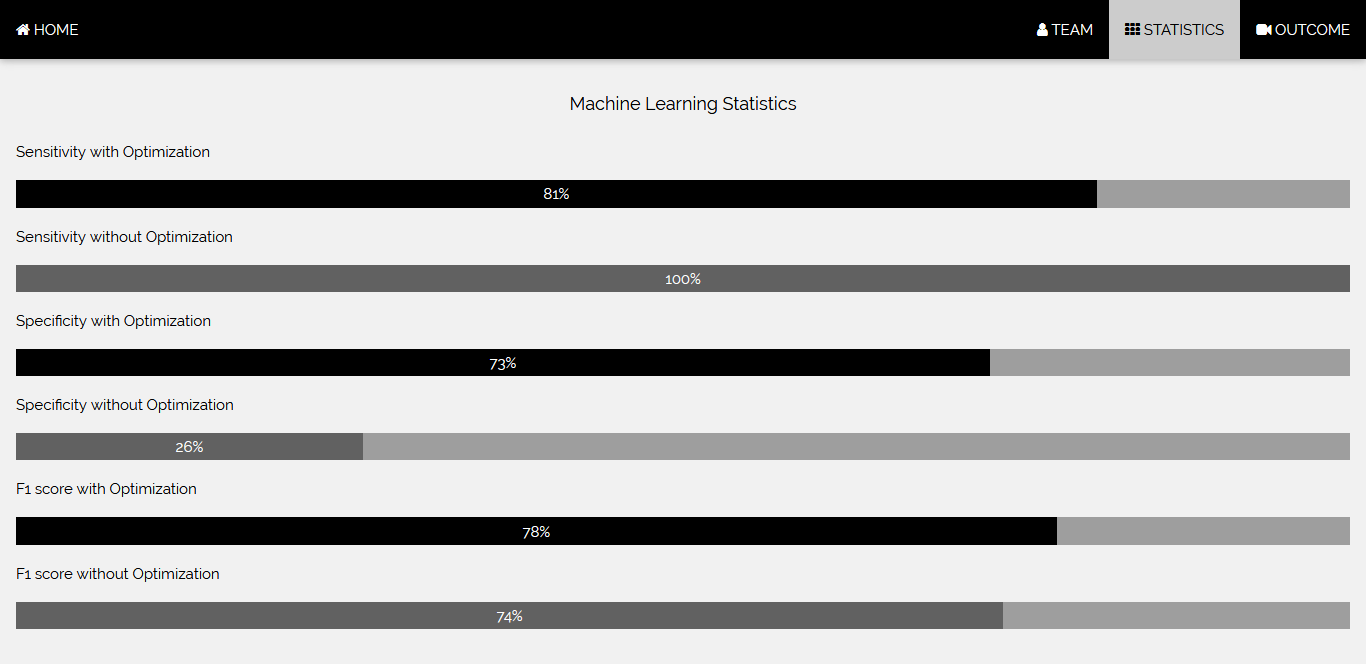 HOME TEAM STATISTICS OUTCOME
Machine Learning Statistics
Sensitivity with Optimization
81%
Sensitivity without Optimization
100%
Specificity with Optimization
73%
Specificity without Optimization
26%
F1 score with Optimization
78%
F1 score without Optimization
74%